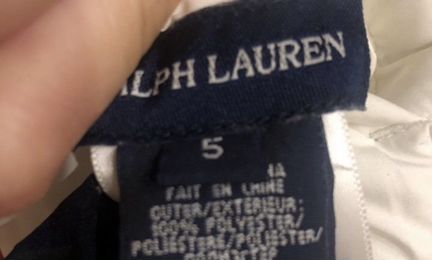 LPH LAUREN
5
FAIT EN CHINE
OUTER/EXTERIEUR:
100% POLYESTER/
POLIESTERE/POLIESTER/